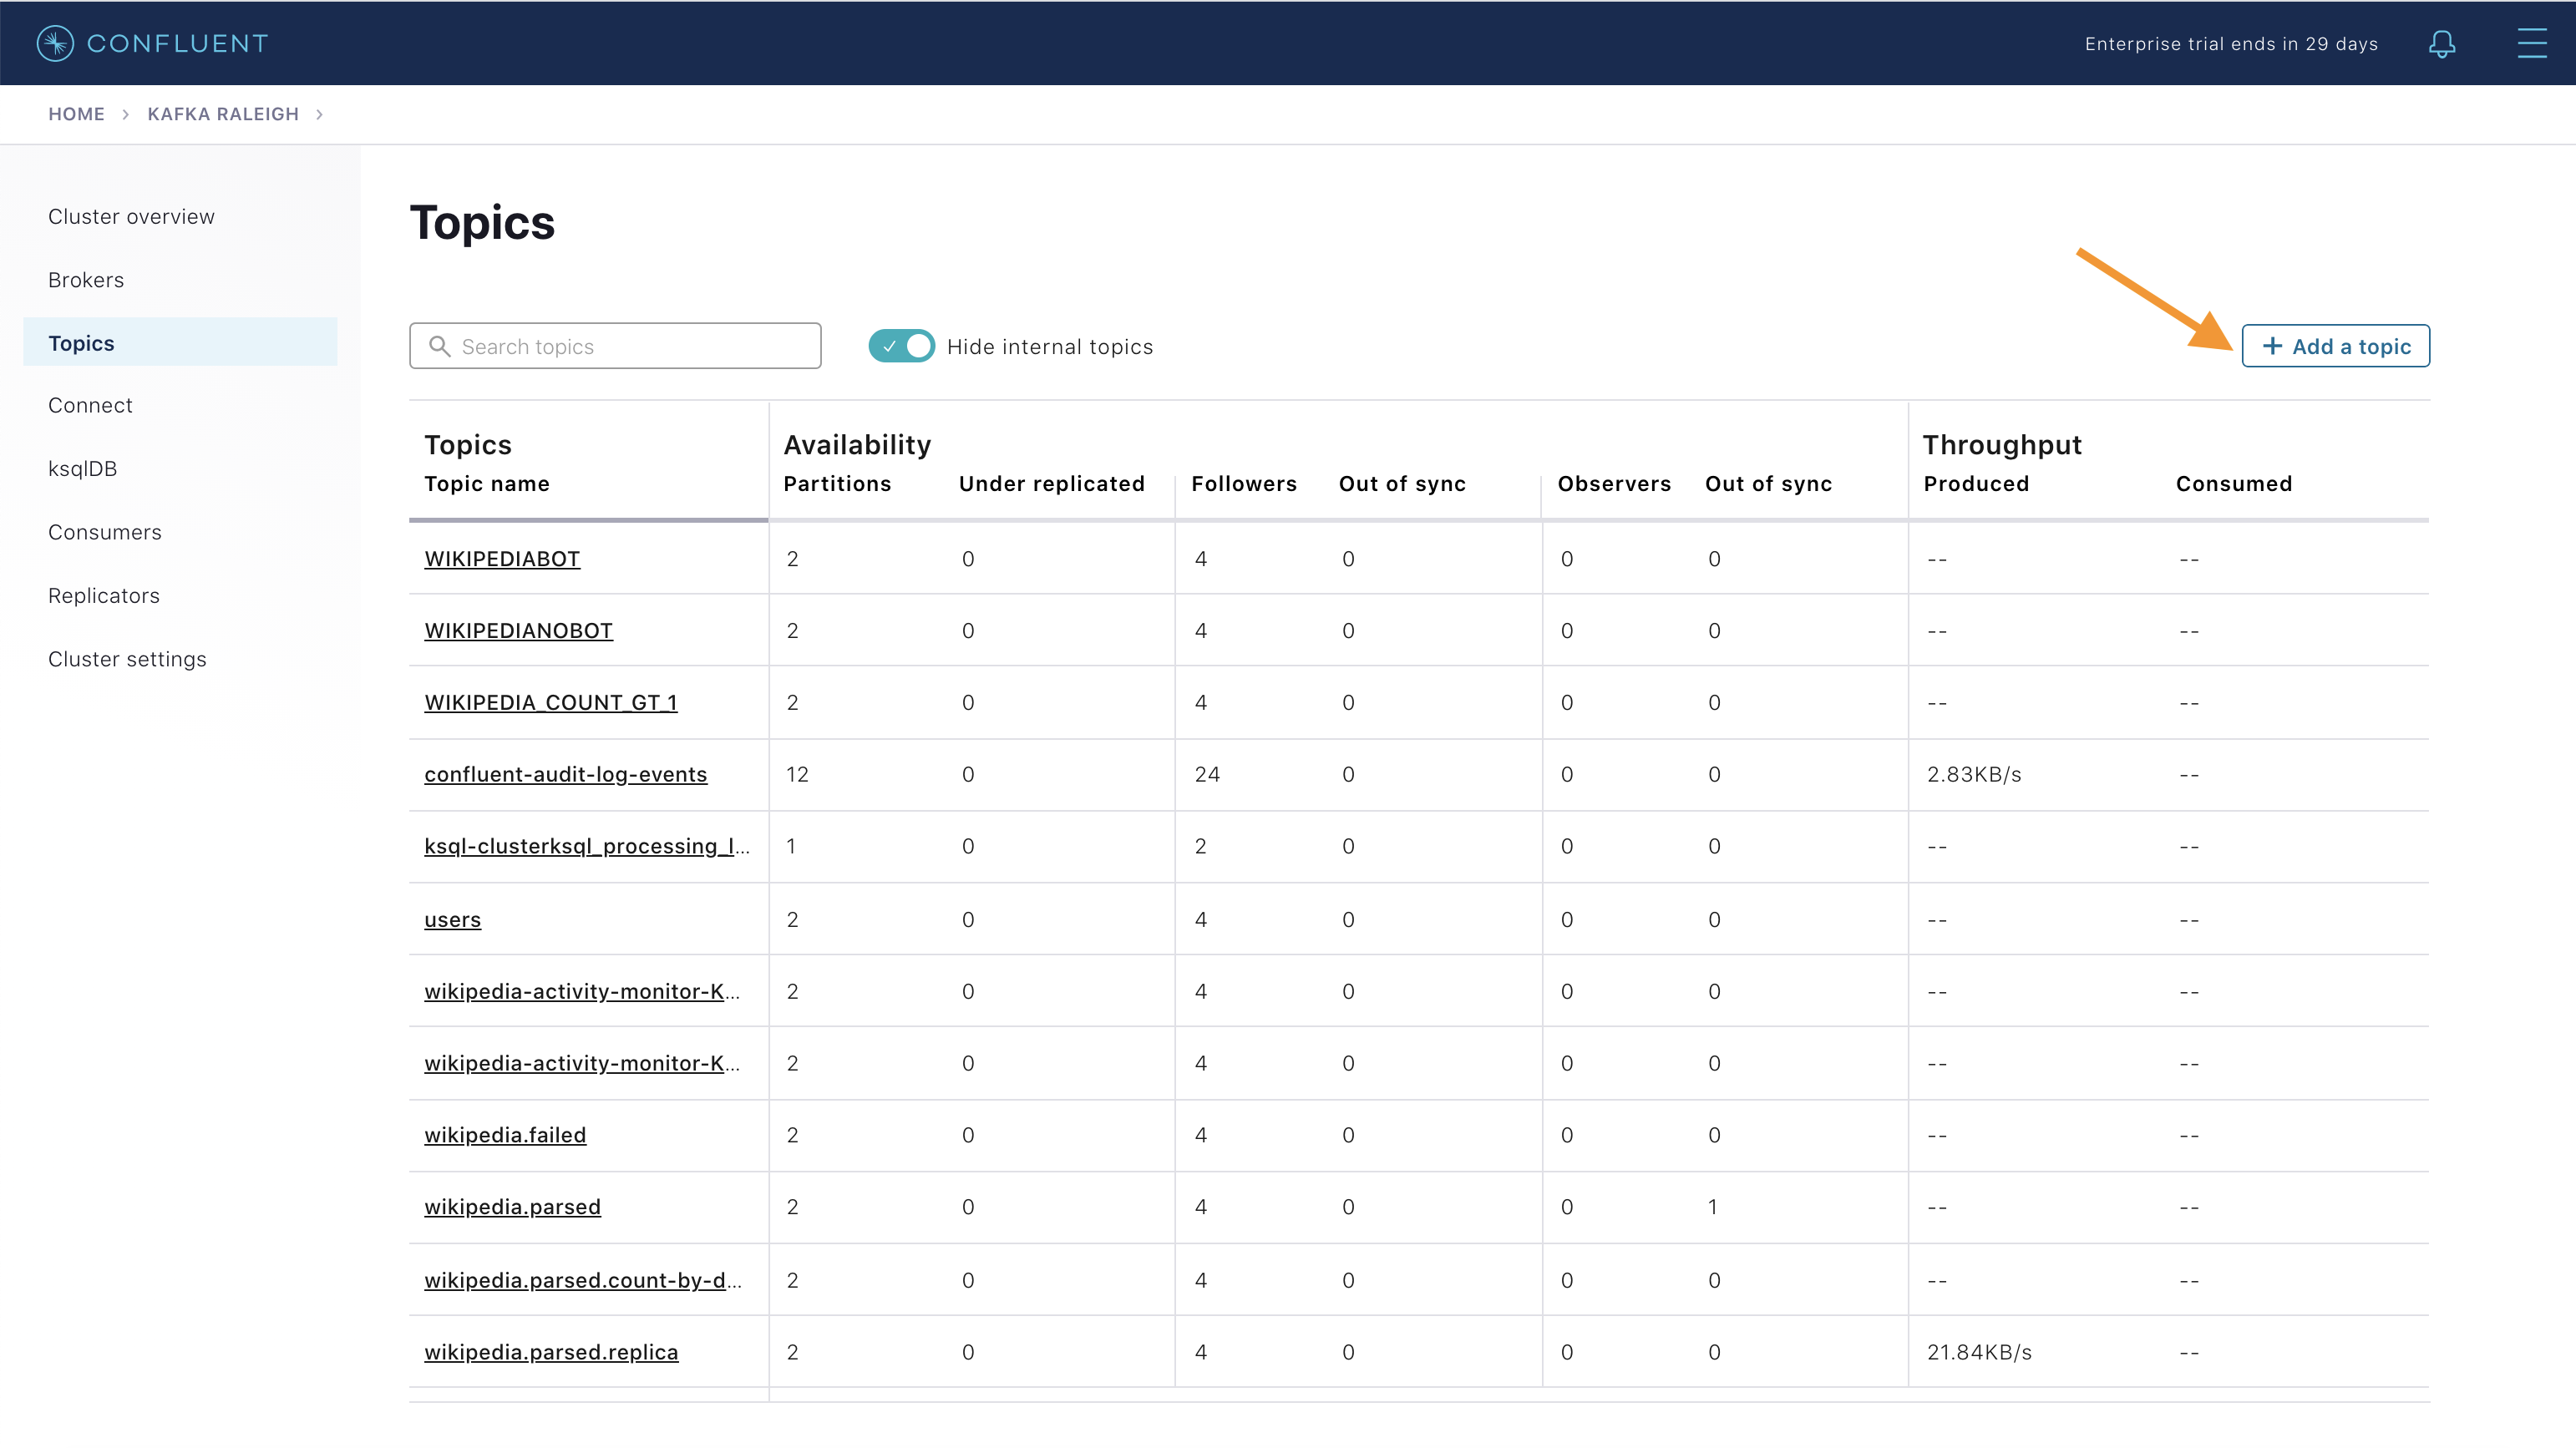 CONFLUENT
Enterprise trial ends in 29 days
HOME > KAFKA RALEIGH >
Cluster overview
Brokers
Topics
Connect
ksqlDB
Consumers
Replicators
Cluster settings
Topics
Search topics
Hide internal topics
+ Add a topic
Topics Availability Throughput
Topic name Partitions Under replicated Followers Out of sync Observers Out of sync Produced Consumed
WIKIPEDIABOT 2 0 4 0 0 0 -- --
WIKIPEDIANOBOT 2 0 4 0 0 0 -- --
WIKIPEDIA_COUNT_GT_1 2 0 4 0 0 0 -- --
confluent-audit-log-events 12 0 24 0 0 0 2.83KB/s --
ksql-clusterksql_processing_l... 1 0 2 0 0 0 -- --
users 2 0 4 0 0 0 -- --
wikipedia-activity-monitor-K... 2 0 4 0 0 0 -- --
wikipedia-activity-monitor-K... 2 0 4 0 0 0 -- --
wikipedia.failed 2 0 4 0 0 0 -- --
wikipedia.parsed 2 0 4 0 0 1 -- --
wikipedia.parsed.count-by-d... 2 0 4 0 0 0 -- --
wikipedia.parsed.replica 2 0 4 0 0 0 21.84KB/s --